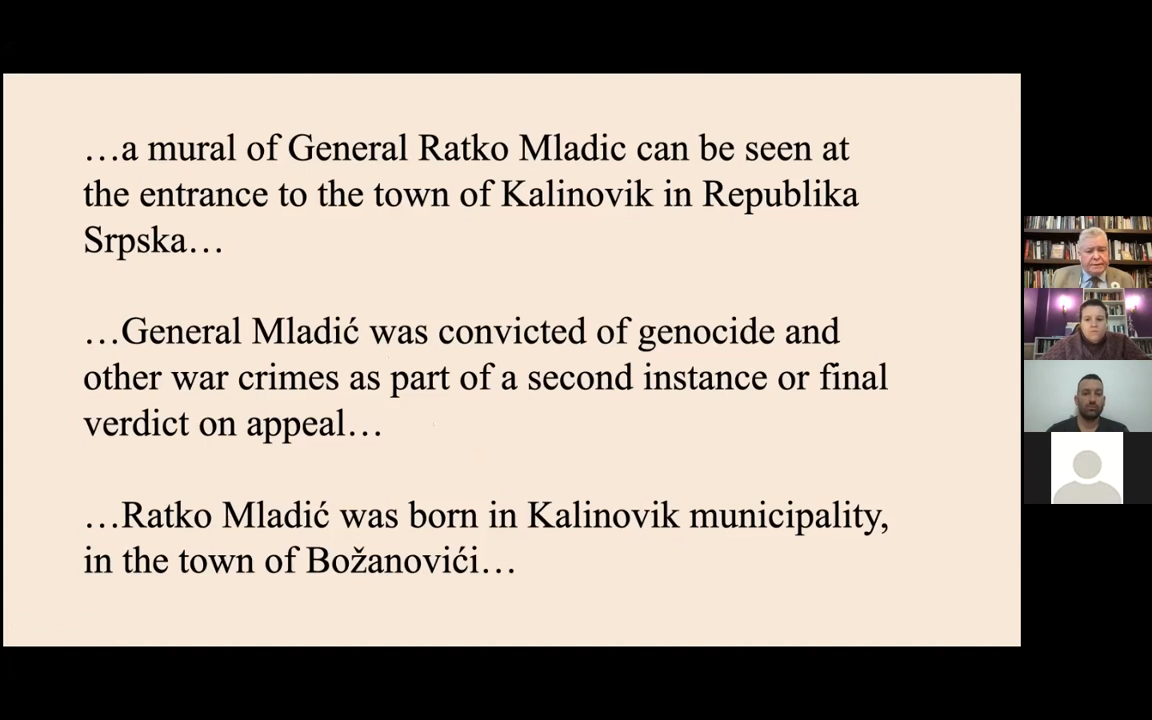 …a mural of General Ratko Mladic can be seen at
the entrance to the town of Kalinovik in Republika
Srpska…
…General Mladić was convicted of genocide and
other war crimes as part of a second instance or final
verdict on appeal…
…Ratko Mladić was born in Kalinovik municipality,
in the town of Božanovići…